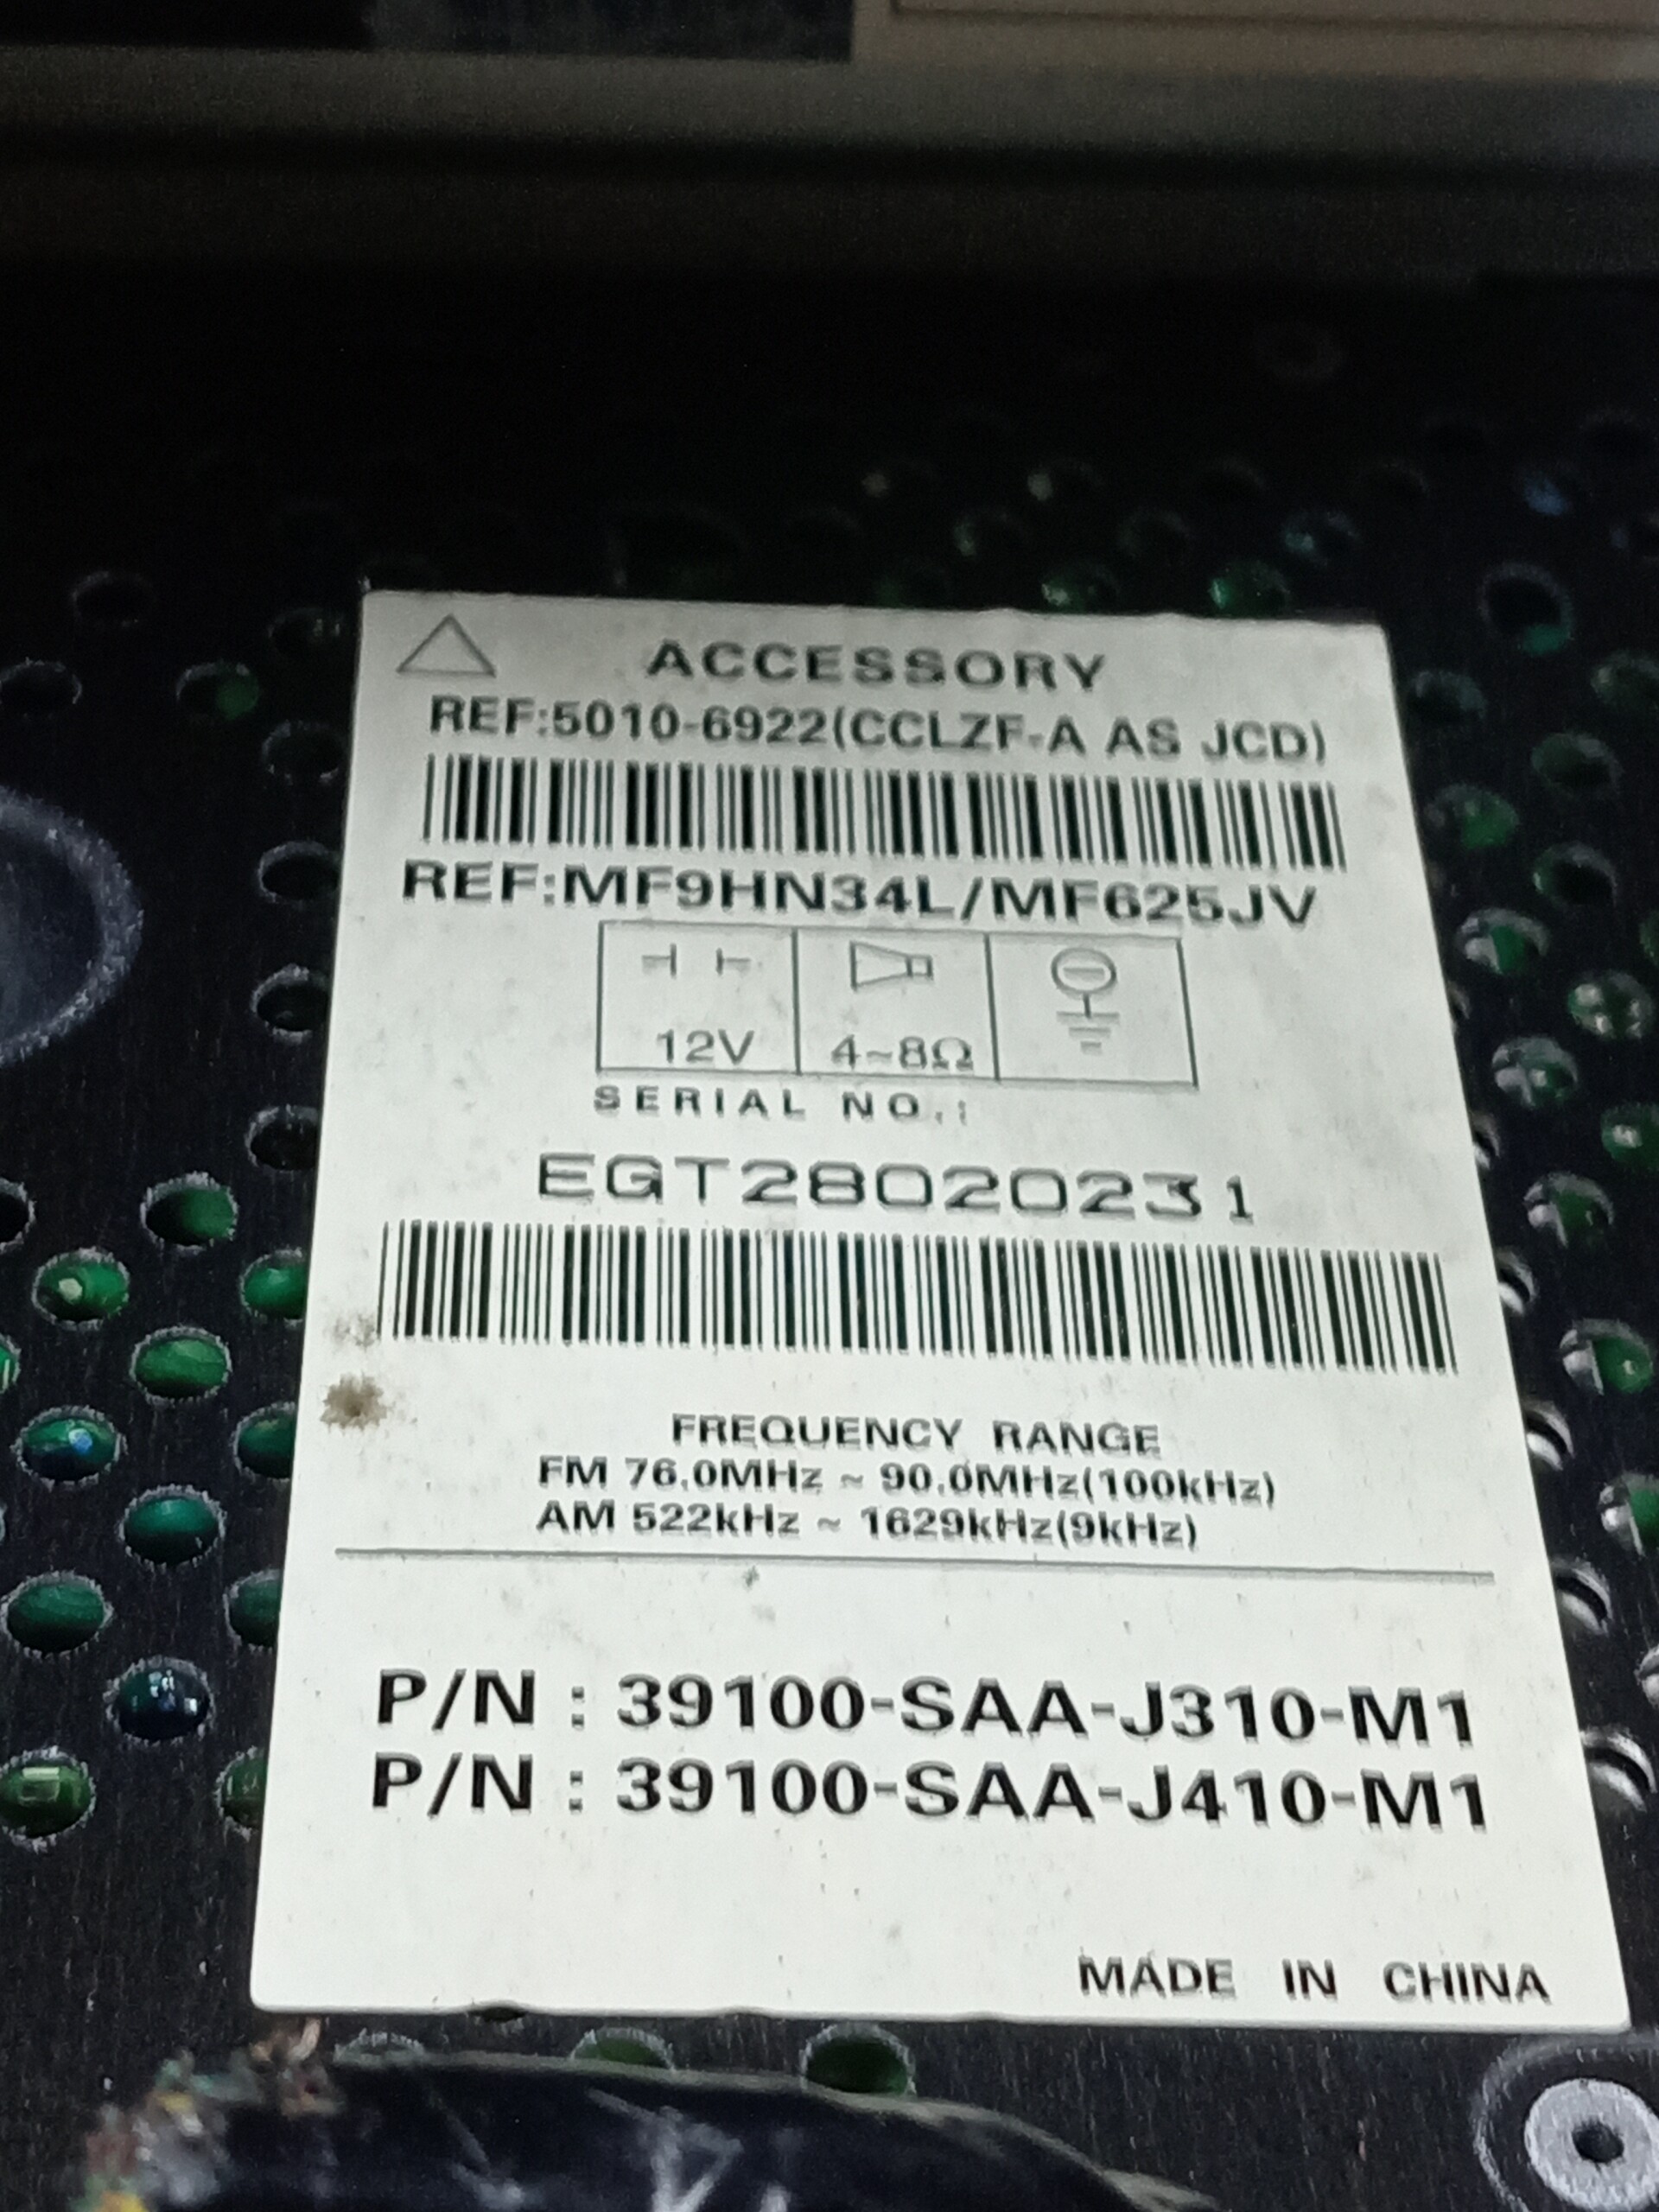 ACCESSORY
REF:5010-6922(CCLZF-A AS JCD)
REF:MF9HN34L/MF625JV
12V
4~8Ω
SERIAL NO.:
EGT28020231
FREQUENCY RANGE
FM 76.0MHz ~ 90.0MHz(100kHz)
AM 522kHz ~ 1629kHz(9kHz)
P/N : 39100-SAA-J310-M1
P/N : 39100-SAA-J410-M1
MADE IN CHINA